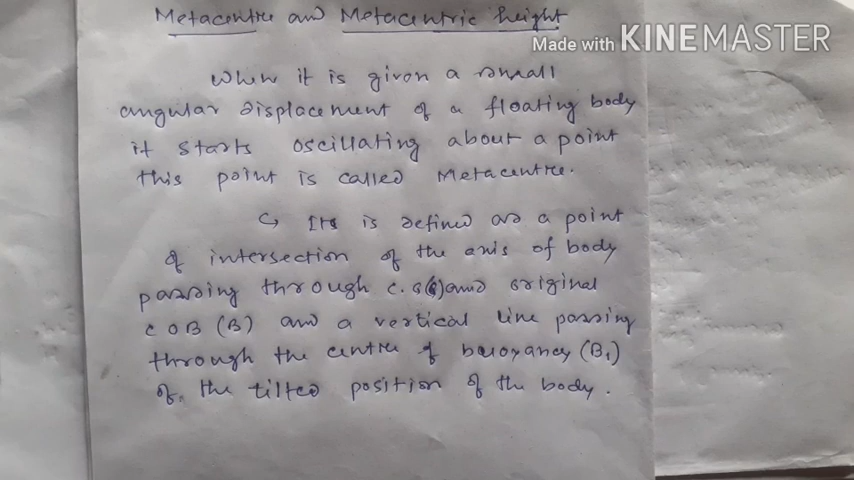 Metacentre and Metacentric height
Made with KINEMASTER
When it is given a small
angular displacement of a floating body
it starts oscillating about a point
this point is called Metacentre.
↳ Its is defined as a point
of intersection of the axis of body
passing through C.G(G) and original
COB (B) and a vertical line passing
through the centre of buoyancy (B₁)
of the tilted position of the body.